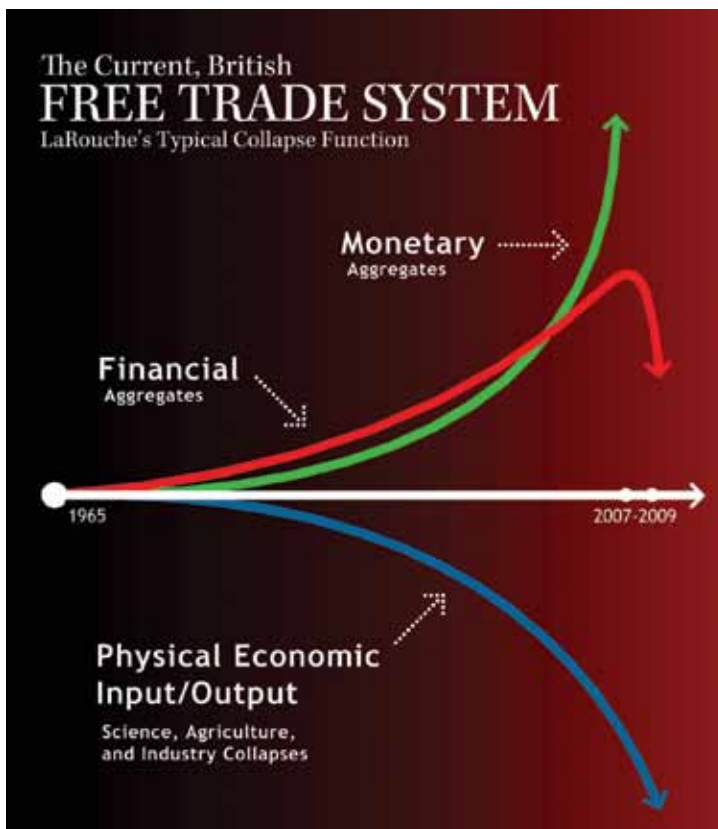 The Current, British
FREE TRADE SYSTEM
LaRouche's Typical Collapse Function
Monetary
Aggregates
Financial
Aggregates
1965
2007-2009
Physical Economic
Input/Output
Science, Agriculture,
and Industry Collapses